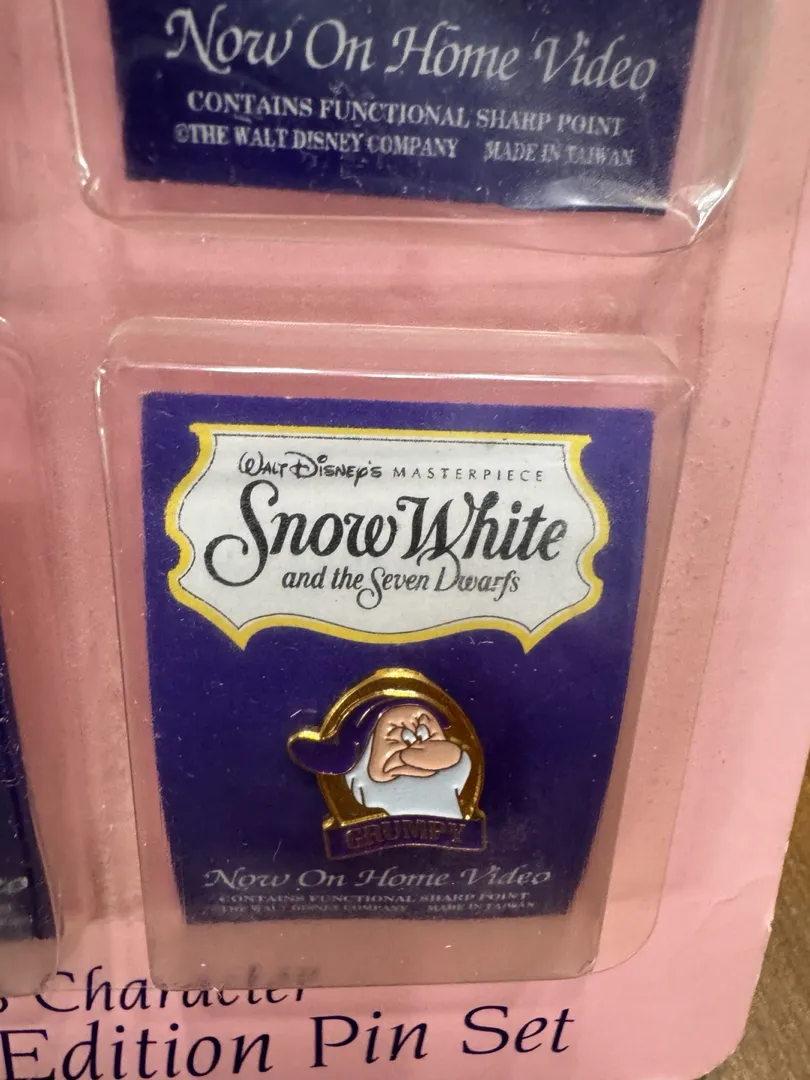 Now On Home Video
CONTAINS FUNCTIONAL SHARP POINT
©THE WALT DISNEY COMPANY MADE IN TAIWAN
WALT DISNEY'S MASTERPIECE
Snow White
and the Seven Dwarfs
GRUMPY
Now On Home Video
CONTAINS FUNCTIONAL SHARP POINT
THE WALT DISNEY COMPANY MADE IN TAIWAN
Character
Edition Pin Set